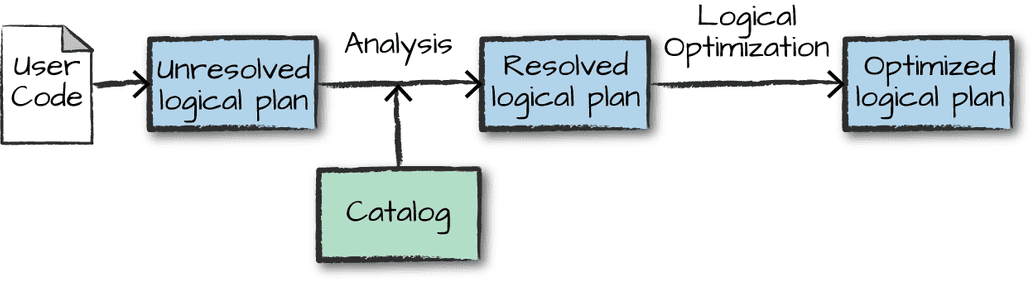 User
Code
Unresolved
logical plan
Analysis
Catalog
Resolved
logical plan
Logical
Optimization
Optimized
logical plan